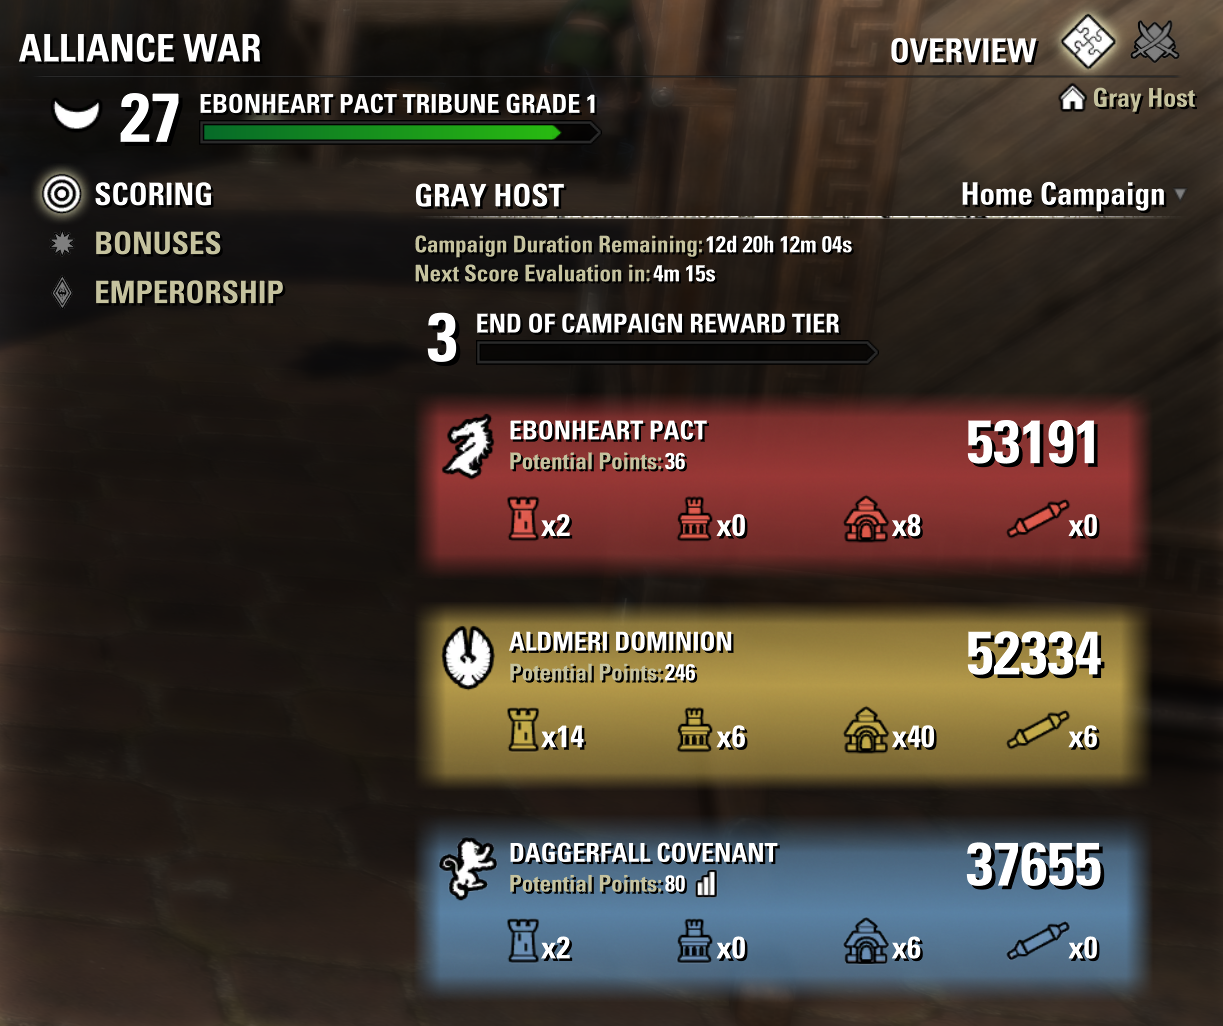 ALLIANCE WAR
OVERVIEW
27 EBONHEART PACT TRIBUNE GRADE 1
Gray Host
SCORING
BONUSES
EMPERORSHIP
GRAY HOST
Home Campaign
Campaign Duration Remaining: 12d 20h 12m 04s
Next Score Evaluation in: 4m 15s
3 END OF CAMPAIGN REWARD TIER
EBONHEART PACT
53191
Potential Points: 36
x2 x0 x8 x0
ALDMERI DOMINION
52334
Potential Points: 246
x14 x6 x40 x6
DAGGERFALL COVENANT
37655
Potential Points: 80
x2 x0 x6 x0